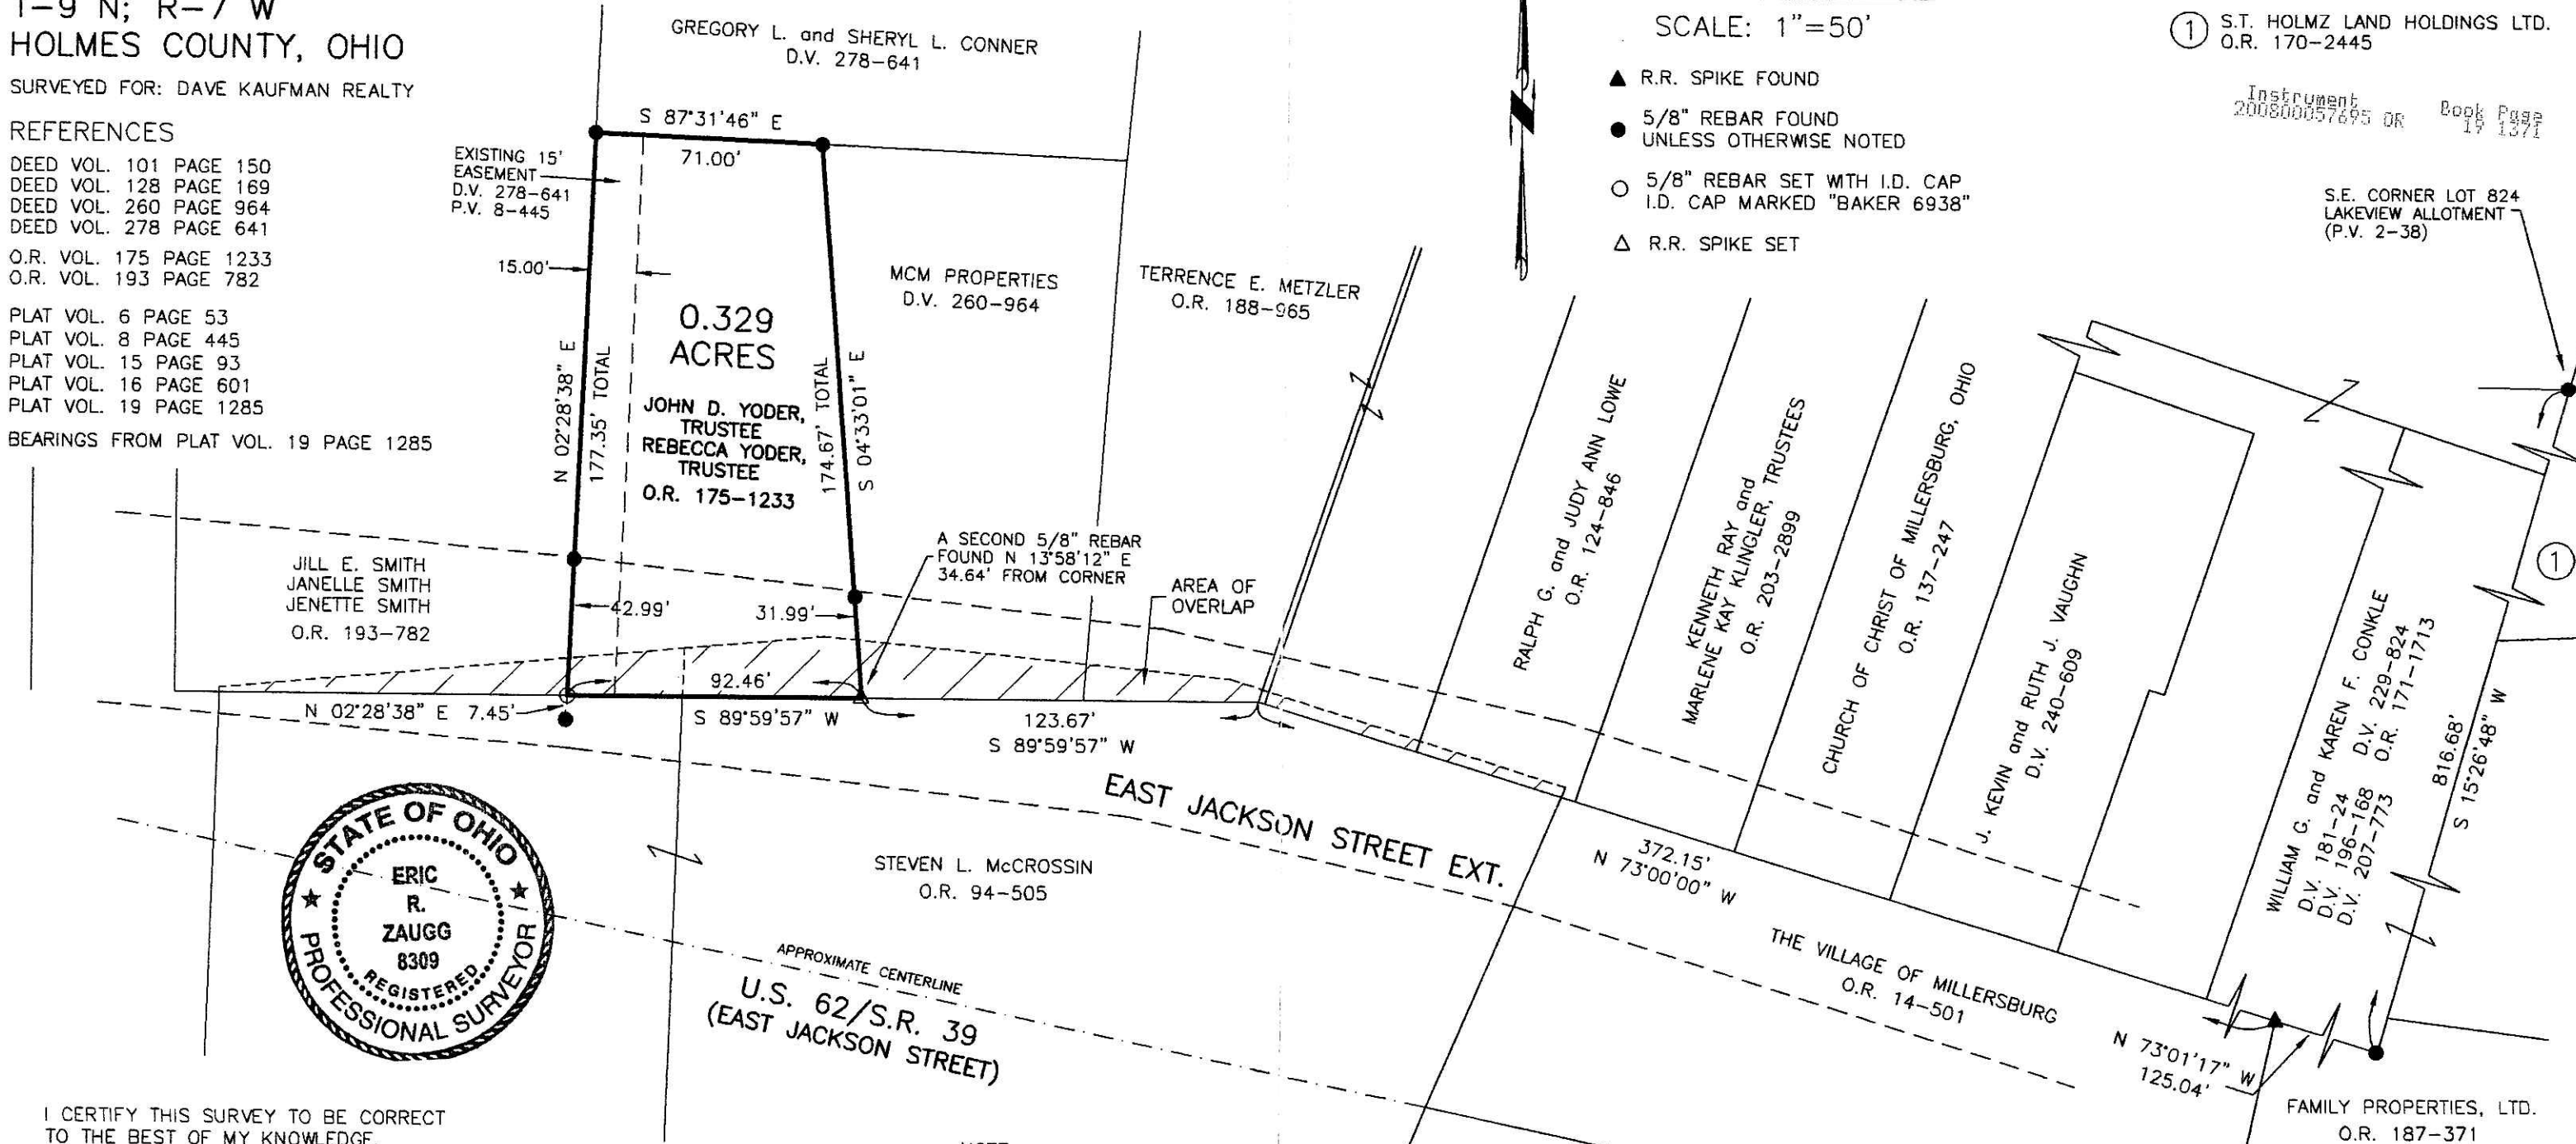 T-9 N; R-7 W
HOLMES COUNTY, OHIO
SURVEYED FOR: DAVE KAUFMAN REALTY
REFERENCES
DEED VOL. 101 PAGE 150
DEED VOL. 128 PAGE 169
DEED VOL. 260 PAGE 964
DEED VOL. 278 PAGE 641
O.R. VOL. 175 PAGE 1233
O.R. VOL. 193 PAGE 782
PLAT VOL. 6 PAGE 53
PLAT VOL. 8 PAGE 445
PLAT VOL. 15 PAGE 93
PLAT VOL. 16 PAGE 601
PLAT VOL. 19 PAGE 1285
BEARINGS FROM PLAT VOL. 19 PAGE 1285
GREGORY L. and SHERYL L. CONNER
D.V. 278-641
S 87°31'46" E
71.00'
EXISTING 15'
EASEMENT
D.V. 278-641
P.V. 8-445
15.00'
0.329
ACRES
JOHN D. YODER,
TRUSTEE
REBECCA YODER,
TRUSTEE
O.R. 175-1233
N 02°28'38" E
177.35' TOTAL
174.67' TOTAL
S 04°33'01" E
MCM PROPERTIES
D.V. 260-964
TERRENCE E. METZLER
O.R. 188-965
SCALE: 1"=50'
R.R. SPIKE FOUND
5/8" REBAR FOUND
UNLESS OTHERWISE NOTED
5/8" REBAR SET WITH I.D. CAP
I.D. CAP MARKED "BAKER 6938"
R.R. SPIKE SET
1 S.T. HOLMZ LAND HOLDINGS LTD.
O.R. 170-2445
Instrument Book Page
200800057695 OR 19 1371
S.E. CORNER LOT 824
LAKEVIEW ALLOTMENT
(P.V. 2-38)
JILL E. SMITH
JANELLE SMITH
JENETTE SMITH
O.R. 193-782
42.99'
31.99'
A SECOND 5/8" REBAR
FOUND N 13°58'12" E
34.64' FROM CORNER
AREA OF
OVERLAP
92.46'
N 02°28'38" E 7.45'
S 89°59'57" W
123.67'
S 89°59'57" W
RALPH G. and JUDY ANN LOWE
O.R. 124-846
KENNETH RAY and
MARLENE KAY KLINGLER, TRUSTEES
O.R. 203-2899
CHURCH OF CHRIST OF MILLERSBURG, OHIO
O.R. 137-247
J. KEVIN and RUTH J. VAUGHN
D.V. 240-609
WILLIAM G. and KAREN F. CONKLE
D.V. 181-24 D.V. 229-824
D.V. 196-168 O.R. 171-1713
D.V. 207-773
816.68'
S 15°26'48" W
1
EAST JACKSON STREET EXT.
372.15'
N 73°00'00" W
THE VILLAGE OF MILLERSBURG
O.R. 14-501
N 73°01'17" W
125.04'
FAMILY PROPERTIES, LTD.
O.R. 187-371
STEVEN L. McCROSSIN
O.R. 94-505
APPROXIMATE CENTERLINE
U.S. 62/S.R. 39
(EAST JACKSON STREET)
STATE OF OHIO
ERIC
R.
ZAUGG
8309
REGISTERED
PROFESSIONAL SURVEYOR
I CERTIFY THIS SURVEY TO BE CORRECT
TO THE BEST OF MY KNOWLEDGE